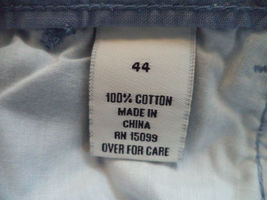 44
100% COTTON
MADE IN
CHINA
RN 15099
OVER FOR CARE